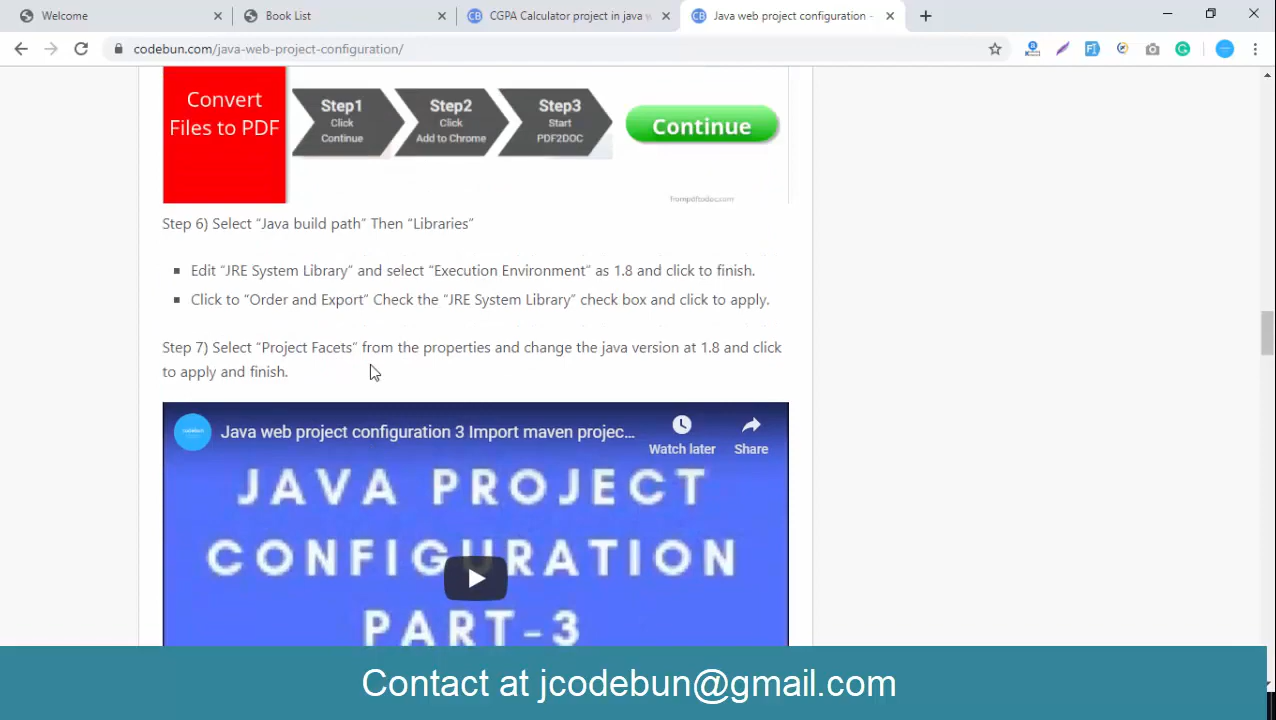 Welcome
Book List
CGPA Calculator project in java w
Java web project configuration -
codebun.com/java-web-project-configuration/
Convert
Files to PDF
Step1
Click
Continue
Step2
Click
Add to Chrome
Step3
Start
PDF2DOC
Continue
frompdftodoc.com
Step 6) Select “Java build path” Then “Libraries”
Edit “JRE System Library” and select “Execution Environment” as 1.8 and click to finish.
Click to “Order and Export” Check the “JRE System Library” check box and click to apply.
Step 7) Select “Project Facets” from the properties and change the java version at 1.8 and click
to apply and finish.
Java web project configuration 3 Import maven projec...
Watch later
Share
JAVA PROJECT
CONFIGURATION
PART-3
Contact at jcodebun@gmail.com